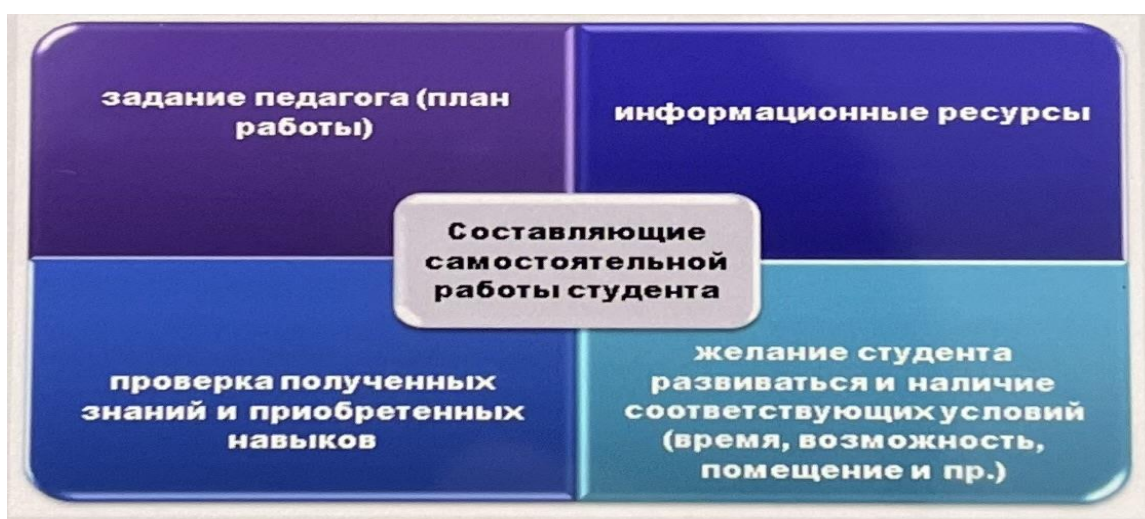 задание педагога (план
работы)
информационные ресурсы
Составляющие
самостоятельной
работы студента
проверка полученных
знаний и приобретенных
навыков
желание студента
развиваться и наличие
соответствующих условий
(время, возможность,
помещение и пр.)